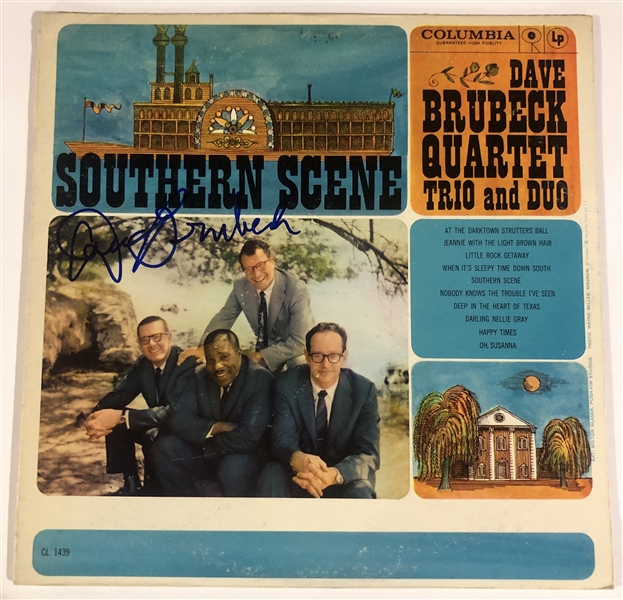 COLUMBIA
GUARANTEED HIGH FIDELITY
LP
DAVE
BRUBECK
QUARTET
TRIO and DUO
SOUTHERN SCENE
Dave Brubeck
AT THE DARKTOWN STRUTTERS' BALL
JEANNIE WITH THE LIGHT BROWN HAIR
LITTLE ROCK GETAWAY
WHEN IT'S SLEEPY TIME DOWN SOUTH
SOUTHERN SCENE
NOBODY KNOWS THE TROUBLE I'VE SEEN
DEEP IN THE HEART OF TEXAS
DARLING NELLIE GRAY
HAPPY TIMES
OH, SUSANNA
CL 1439